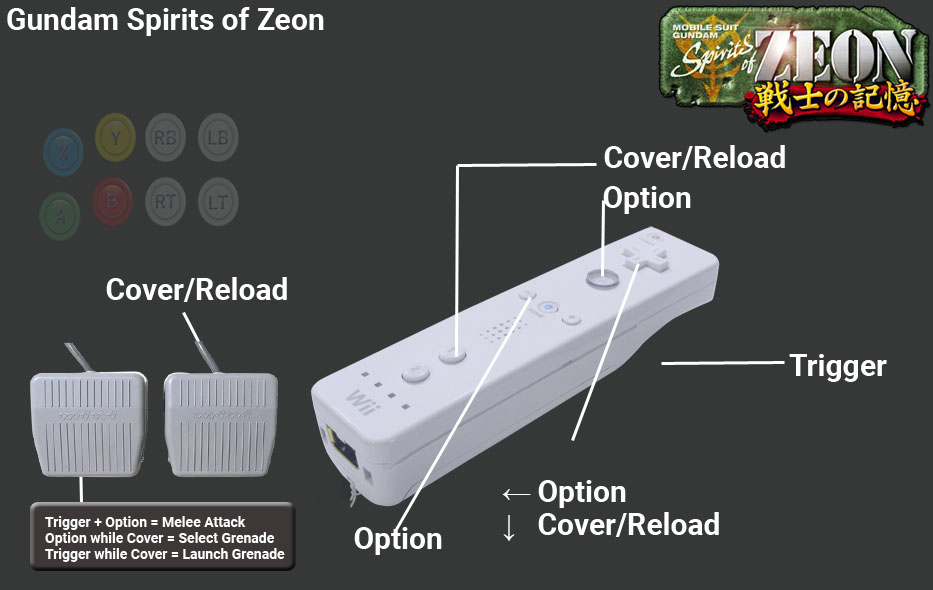 Gundam Spirits of Zeon
MOBILE SUIT
GUNDAM
Spirits of
ZEON
戦士の記憶
X
Y
RB
LB
A
B
RT
LT
Cover/Reload
Option
Cover/Reload
Trigger
Wii
← Option
↓ Cover/Reload
Option
Trigger + Option = Melee Attack
Option while Cover = Select Grenade
Trigger while Cover = Launch Grenade